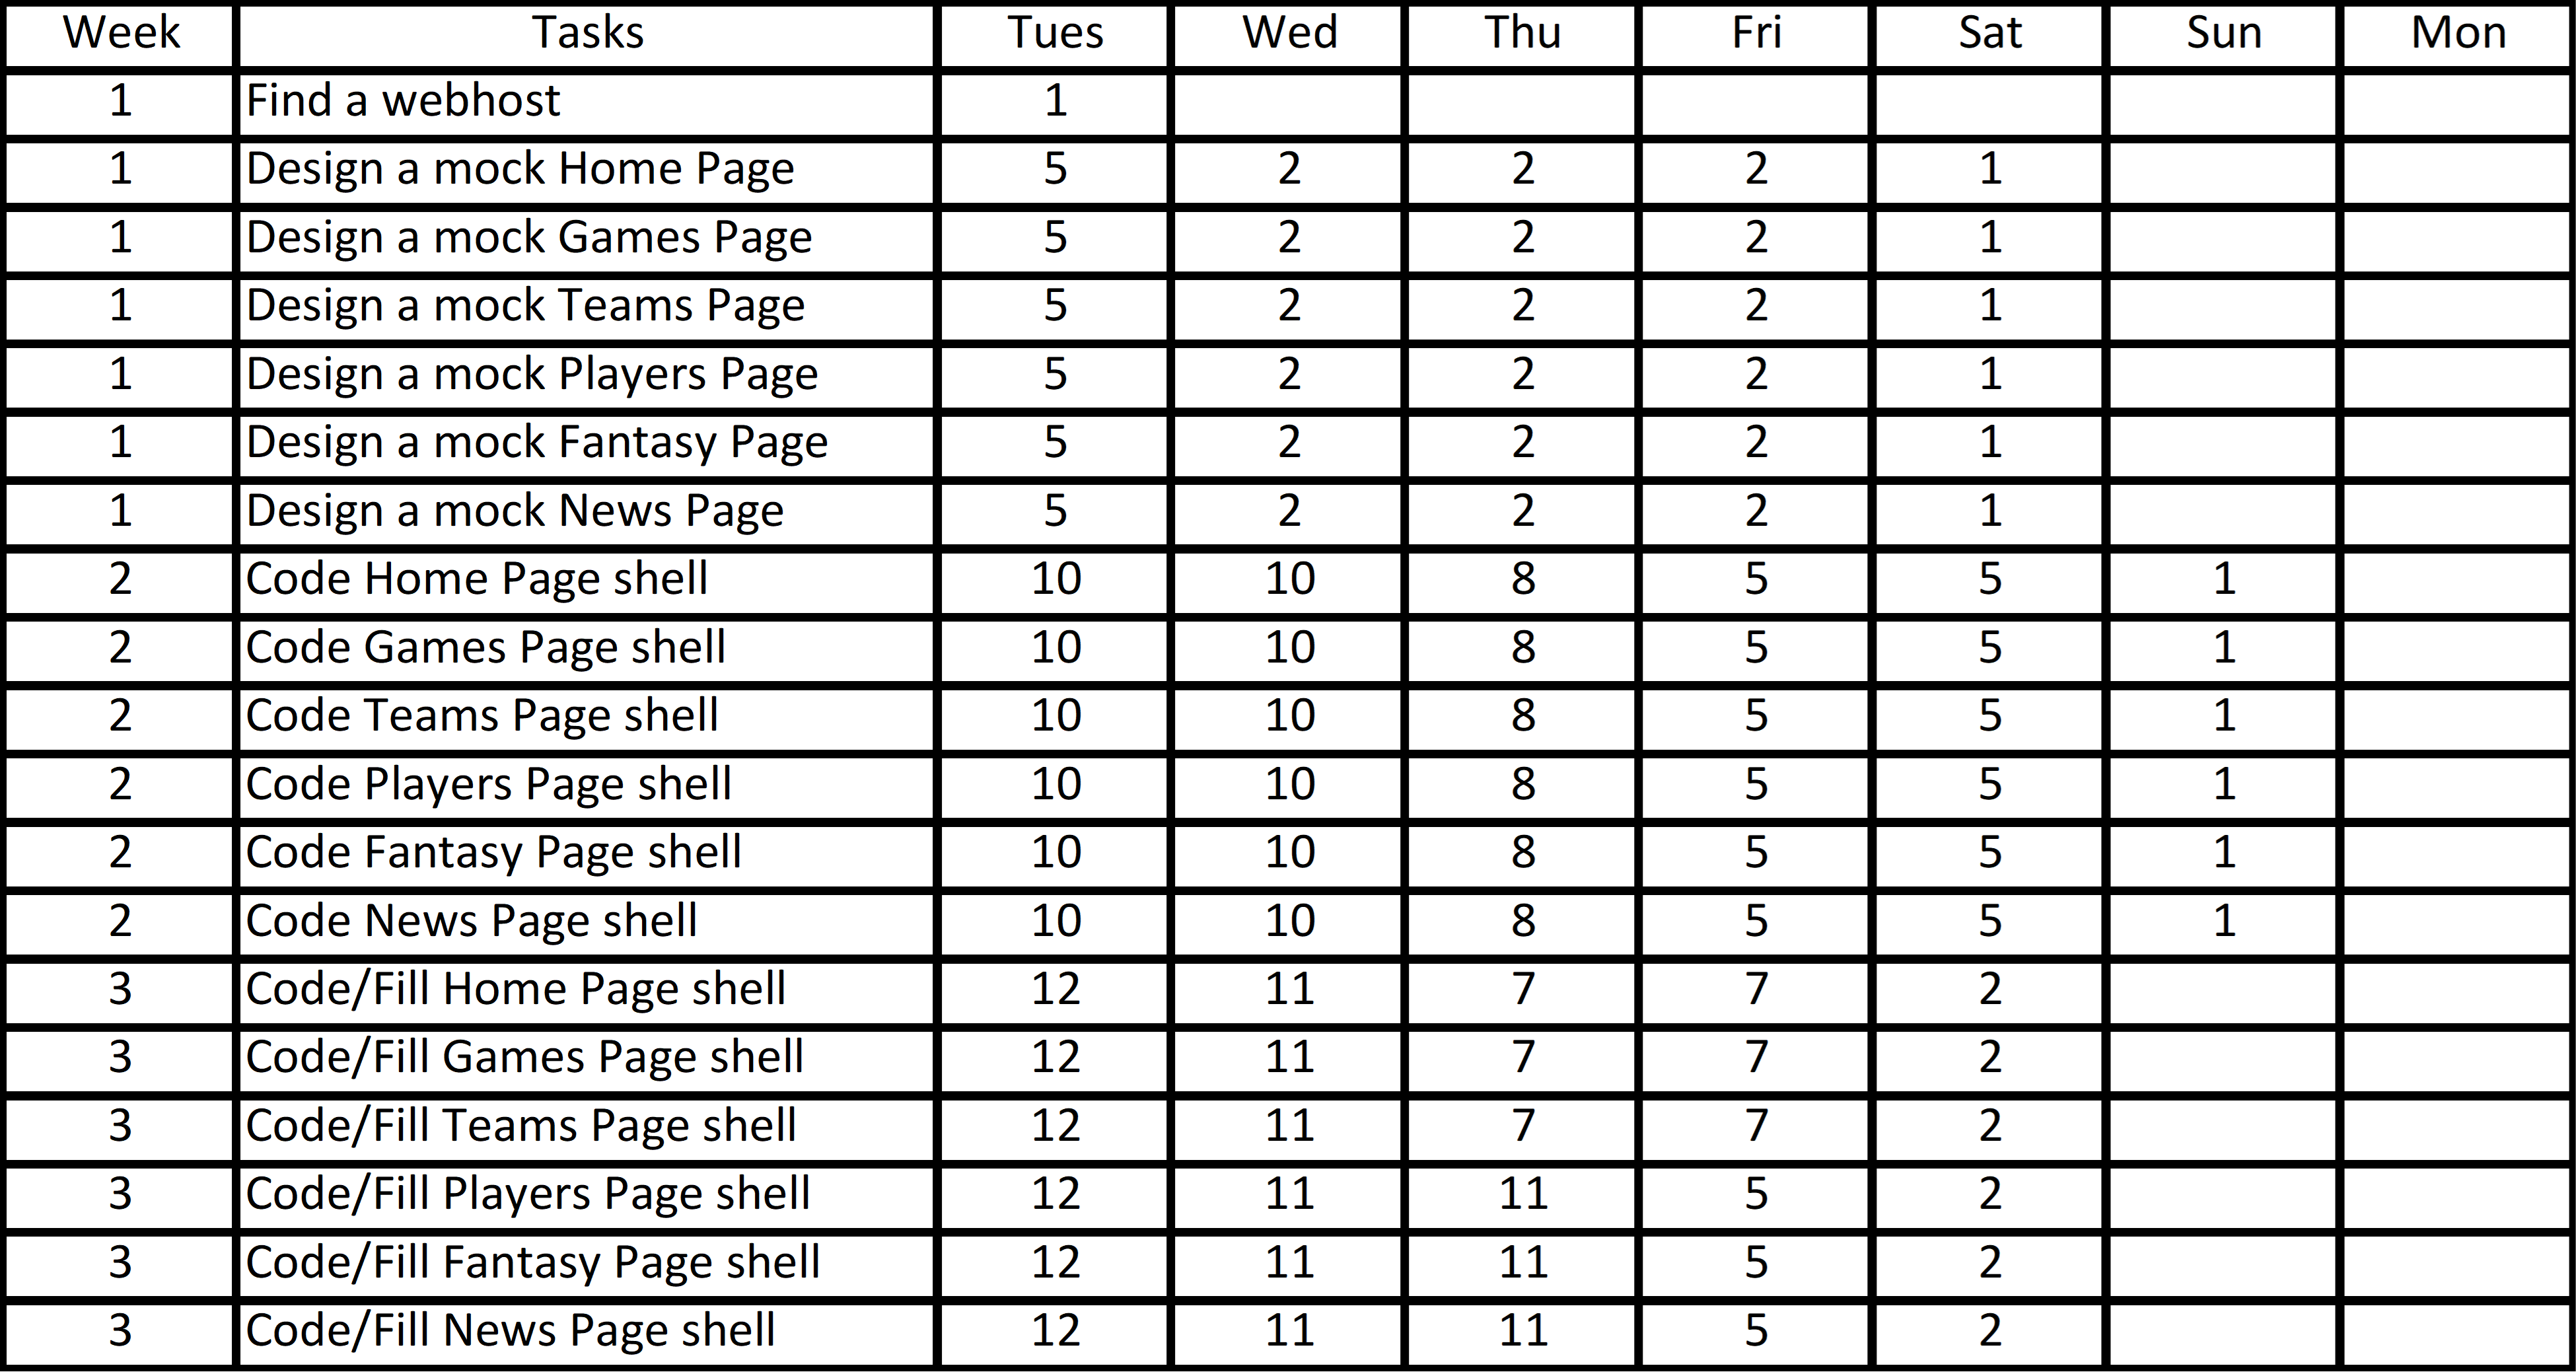 Week Tasks Tues Wed Thu Fri Sat Sun Mon
1 Find a webhost 1
1 Design a mock Home Page 5 2 2 2 1
1 Design a mock Games Page 5 2 2 2 1
1 Design a mock Teams Page 5 2 2 2 1
1 Design a mock Players Page 5 2 2 2 1
1 Design a mock Fantasy Page 5 2 2 2 1
1 Design a mock News Page 5 2 2 2 1
2 Code Home Page shell 10 10 8 5 5 1
2 Code Games Page shell 10 10 8 5 5 1
2 Code Teams Page shell 10 10 8 5 5 1
2 Code Players Page shell 10 10 8 5 5 1
2 Code Fantasy Page shell 10 10 8 5 5 1
2 Code News Page shell 10 10 8 5 5 1
3 Code/Fill Home Page shell 12 11 7 7 2
3 Code/Fill Games Page shell 12 11 7 7 2
3 Code/Fill Teams Page shell 12 11 7 7 2
3 Code/Fill Players Page shell 12 11 11 5 2
3 Code/Fill Fantasy Page shell 12 11 11 5 2
3 Code/Fill News Page shell 12 11 11 5 2